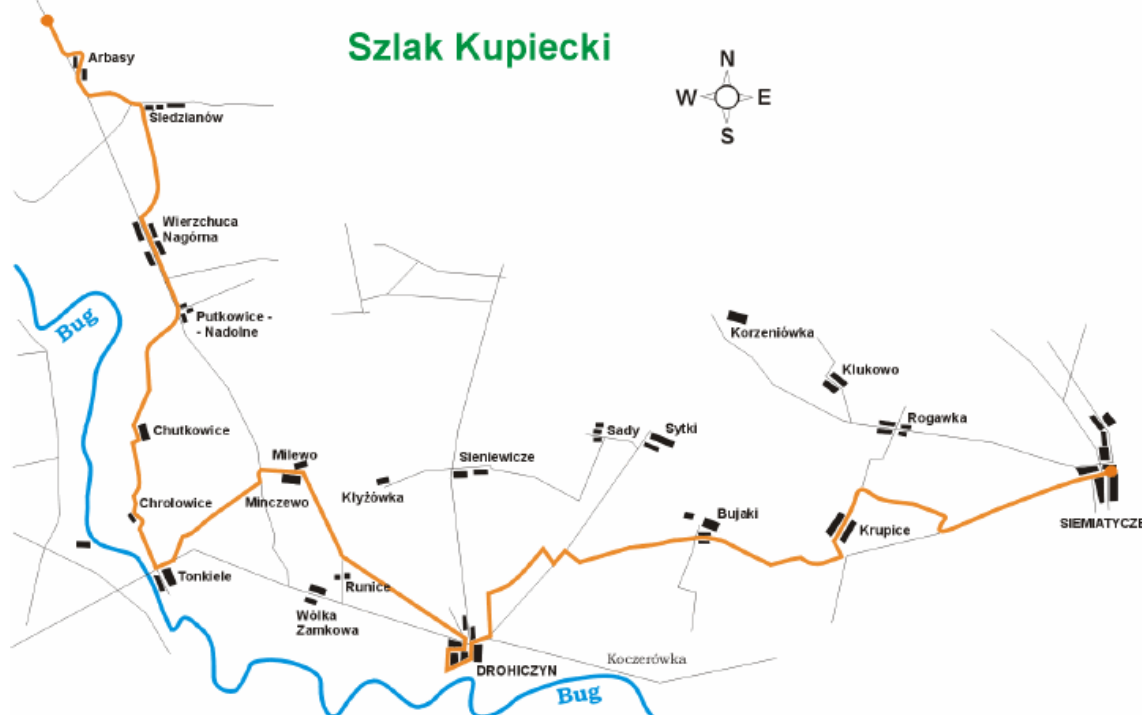 Szlak Kupiecki
N
W E
S
Arbasy
Siedzianów
Wierzchuca
Nagórna
Bug
Putkowice -
- Nadolne
Korzeniówka
Klukowo
Chutkowice
Rogawka
Milewo
Sady
Sytki
Sieniewicze
Kłyżówka
Minczewo
Chrołowice
Bujaki
Krupice
SIEMIATYCZE
Tonkiele
Runice
Wólka
Zamkowa
Koczerówka
DROHICZYN
Bug